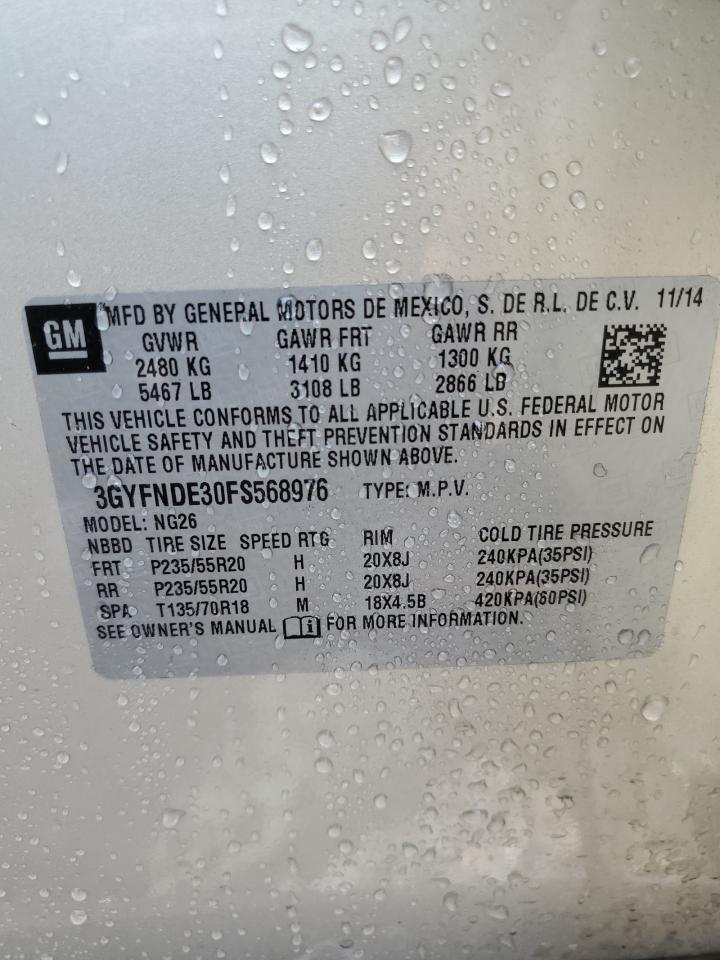 GM
MFD BY GENERAL MOTORS DE MEXICO, S. DE R.L. DE C.V. 11/14
GVWR GAWR FRT GAWR RR
2480 KG 1410 KG 1300 KG
5467 LB 3108 LB 2866 LB
THIS VEHICLE CONFORMS TO ALL APPLICABLE U.S. FEDERAL MOTOR
VEHICLE SAFETY AND THEFT PREVENTION STANDARDS IN EFFECT ON
THE DATE OF MANUFACTURE SHOWN ABOVE.
3GYFNDE30FS568976 TYPE: M.P.V.
MODEL: NG26
NBBD TIRE SIZE SPEED RTG RIM COLD TIRE PRESSURE
FRT P235/55R20 H 20X8J 240KPA(35PSI)
RR P235/55R20 H 20X8J 240KPA(35PSI)
SPA T135/70R18 M 18X4.5B 420KPA(60PSI)
SEE OWNER'S MANUAL FOR MORE INFORMATION.